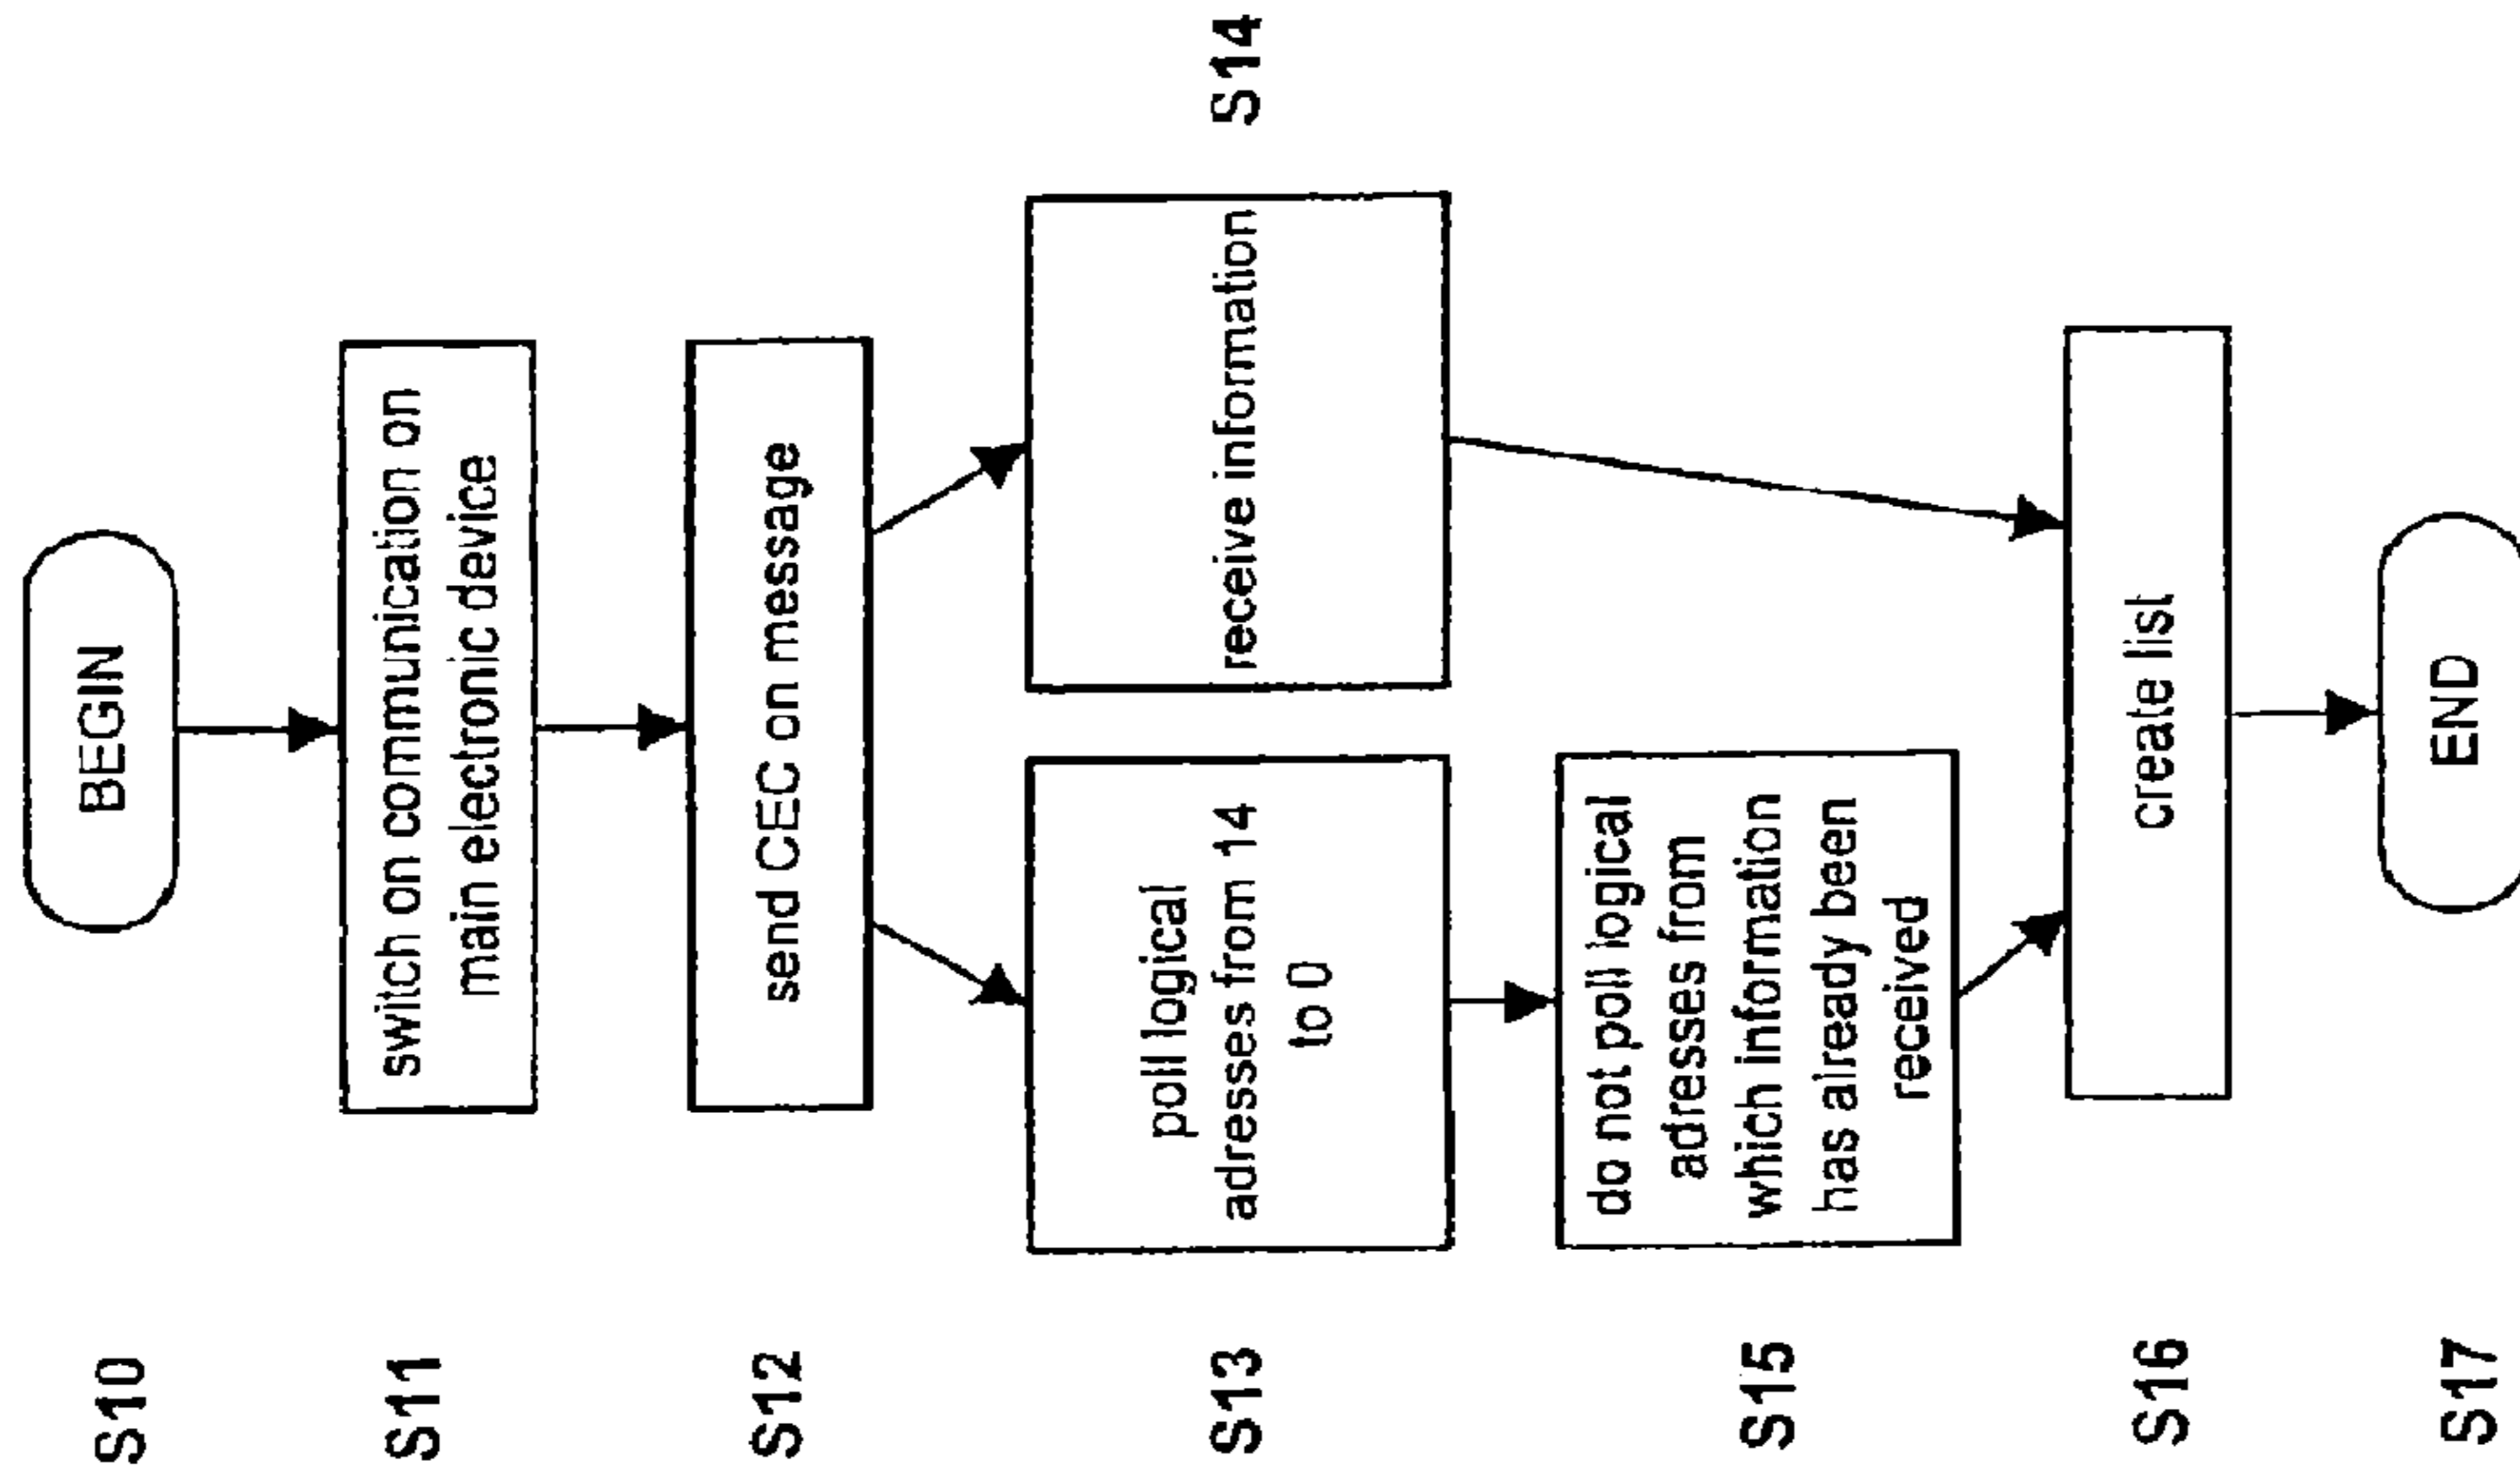 S10
BEGIN
S11
switch on communication on
main electronic device
S12
send CEC on message
S13
poll logical
adresses from 14
to 0
receive information
S14
S15
do not poll logical
adresses from
which information
has already been
received
S16
create list
S17
END